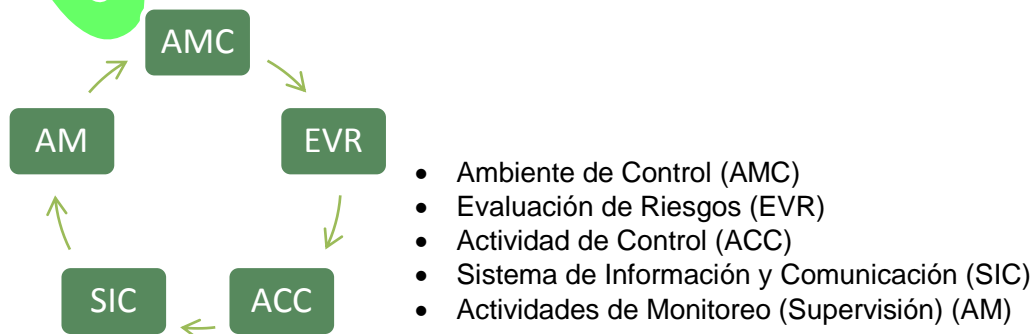 AMC
AM
EVR
SIC
ACC
• Ambiente de Control (AMC)
• Evaluación de Riesgos (EVR)
• Actividad de Control (ACC)
• Sistema de Información y Comunicación (SIC)
• Actividades de Monitoreo (Supervisión) (AM)